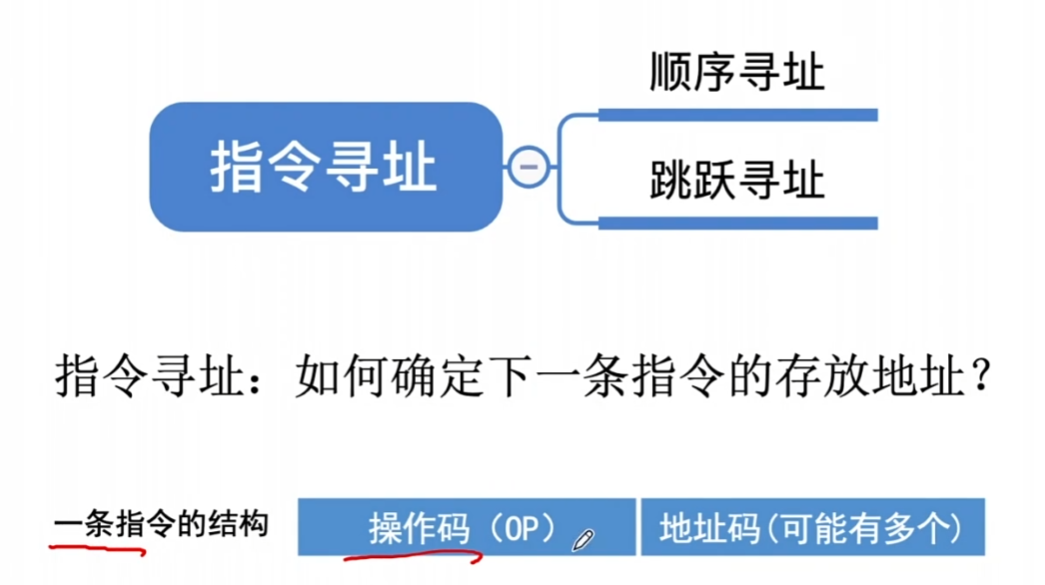 顺序寻址
指令寻址
跳跃寻址
指令寻址：如何确定下一条指令的存放地址？
一条指令的结构 操作码（OP） 地址码(可能有多个)